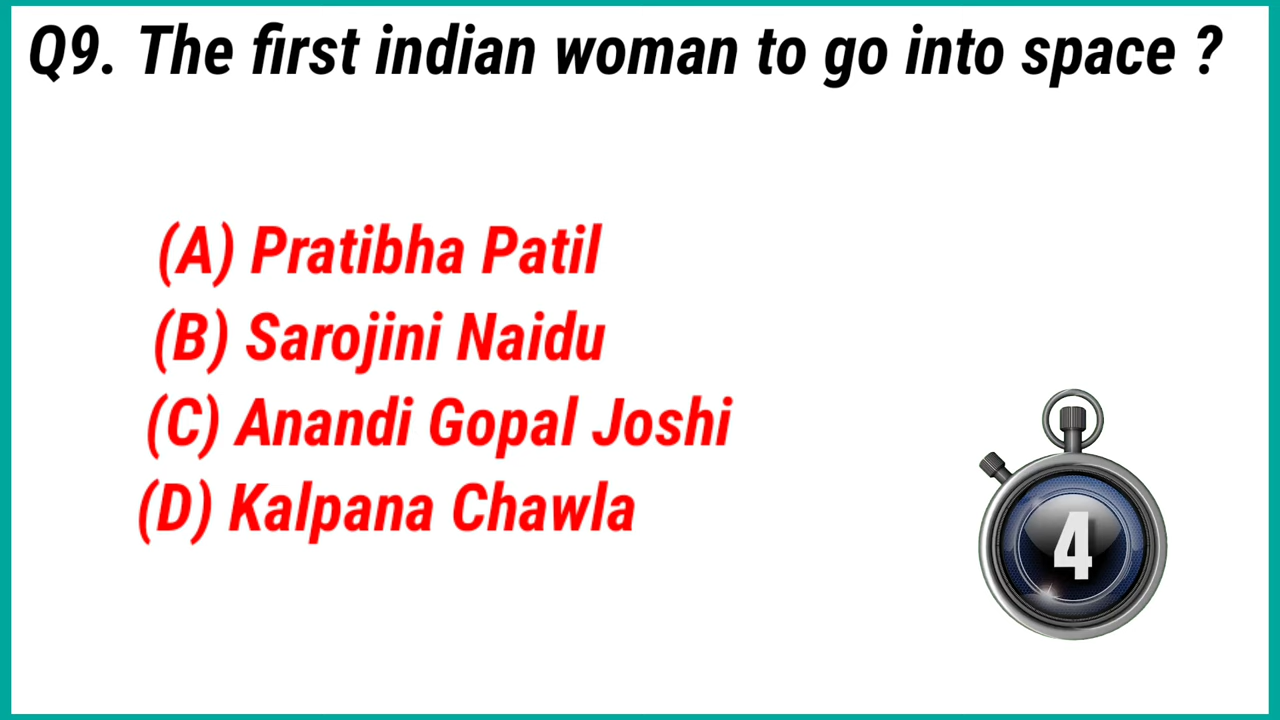 Q9. The first indian woman to go into space ?
(A) Pratibha Patil
(B) Sarojini Naidu
(C) Anandi Gopal Joshi
(D) Kalpana Chawla
4